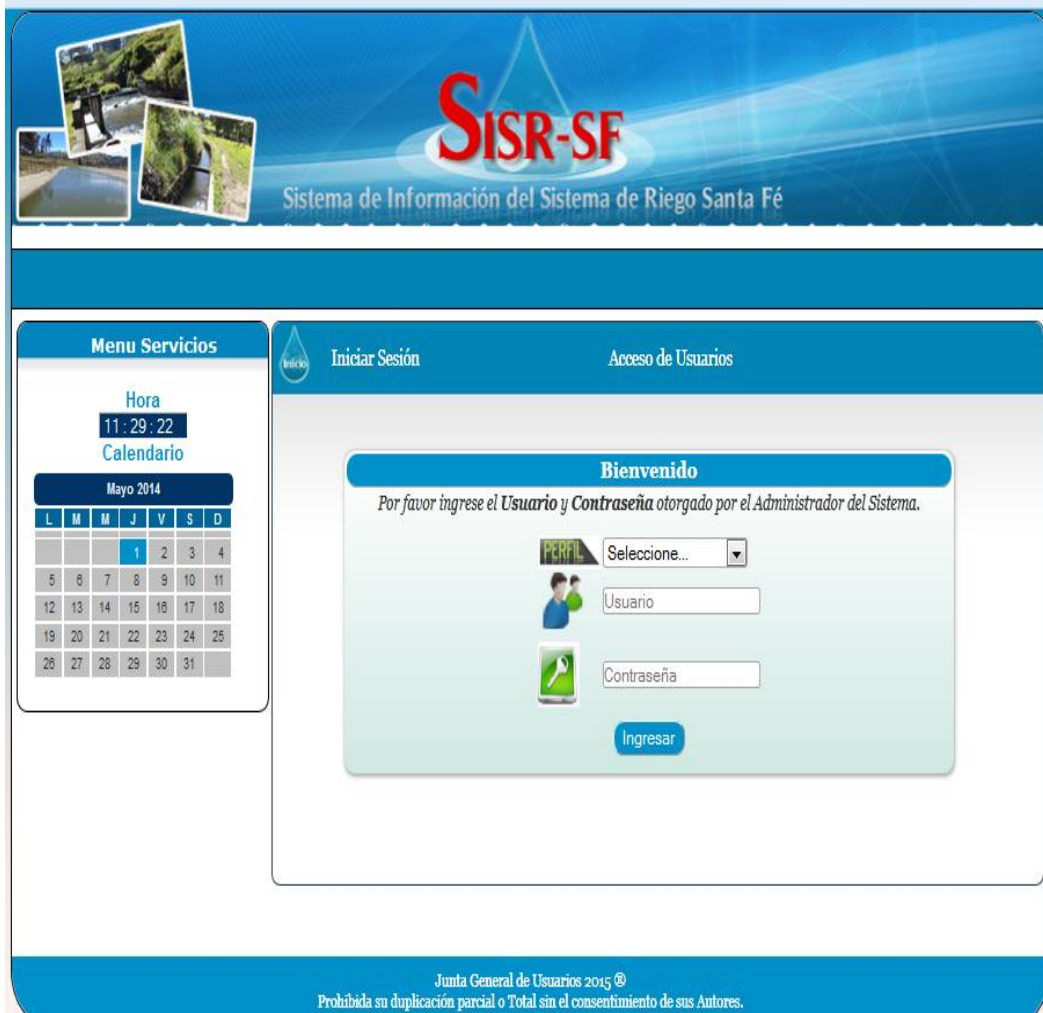 SISR-SF
Sistema de Información del Sistema de Riego Santa Fé
Menu Servicios
Hora
11 : 29 : 22
Calendario
Mayo 2014
L M M J V S D
1 2 3 4
5 6 7 8 9 10 11
12 13 14 15 16 17 18
19 20 21 22 23 24 25
26 27 28 29 30 31
Inicio
Iniciar Sesión
Acceso de Usuarios
Bienvenido
Por favor ingrese el Usuario y Contraseña otorgado por el Administrador del Sistema.
PERFIL Seleccione...
Usuario
Contraseña
Ingresar
Junta General de Usuarios 2015 ®
Prohibida su duplicación parcial o Total sin el consentimiento de sus Autores.